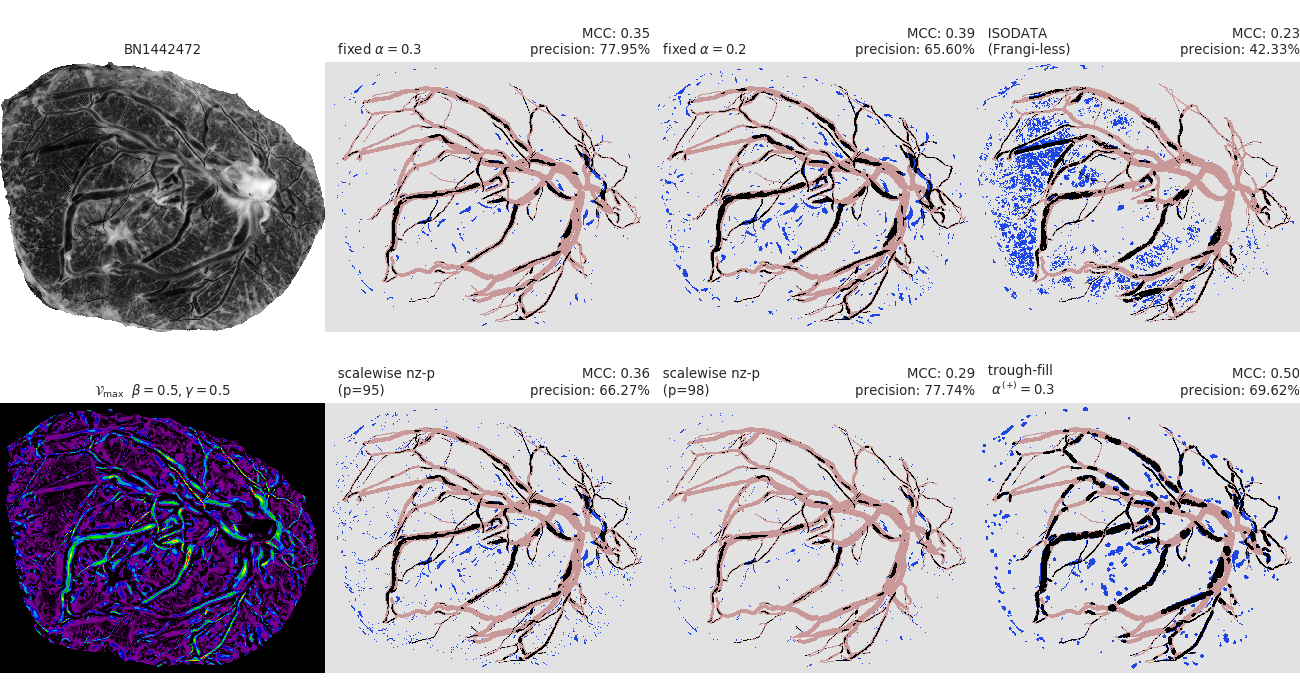 BN1442472
fixed α = 0.3
MCC: 0.35
precision: 77.95%
fixed α = 0.2
MCC: 0.39
precision: 65.60%
ISODATA
(Frangi-less)
MCC: 0.23
precision: 42.33%
𝒱max β = 0.5, γ = 0.5
scalewise nz-p
(p=95)
MCC: 0.36
precision: 66.27%
scalewise nz-p
(p=98)
MCC: 0.29
precision: 77.74%
trough-fill
α(+) = 0.3
MCC: 0.50
precision: 69.62%